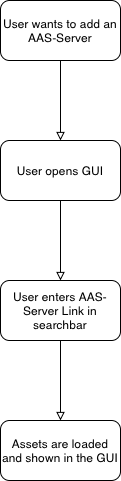 User wants to add an
AAS-Server
User opens GUI
User enters AAS-
Server Link in
searchbar
Assets are loaded
and shown in the GUI